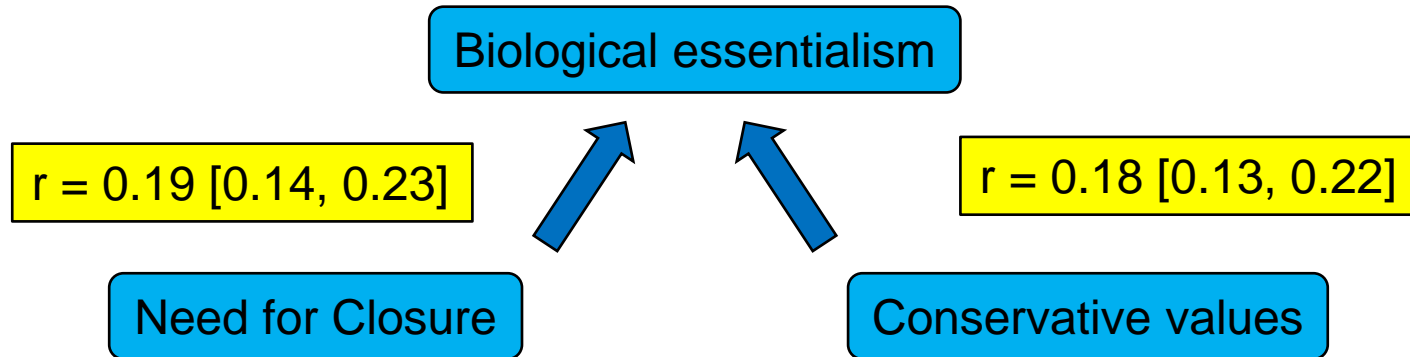 Biological essentialism
r = 0.19 [0.14, 0.23]
r = 0.18 [0.13, 0.22]
Need for Closure
Conservative values